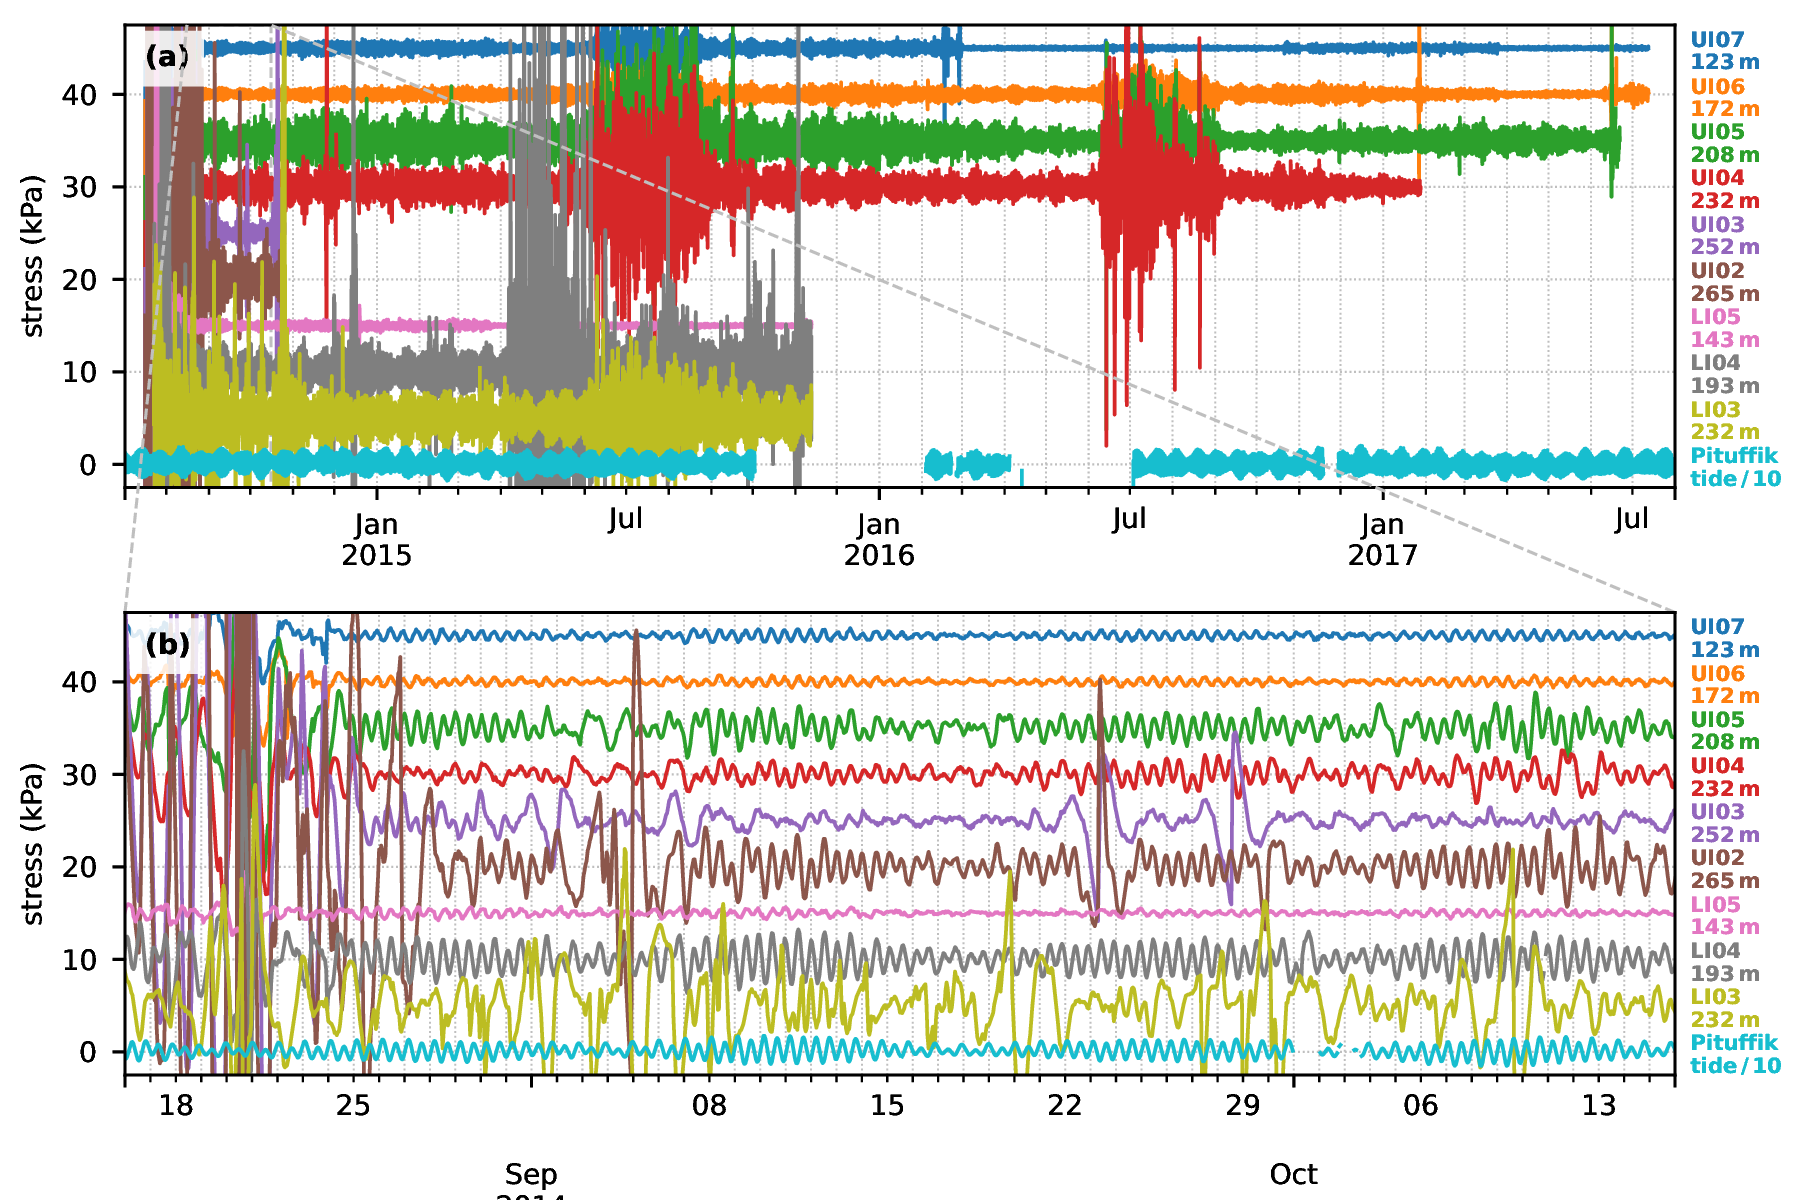 (a)
stress (kPa)
40
30
20
10
0
Jan
2015
Jul
Jan
2016
Jul
Jan
2017
Jul
UI07
123 m
UI06
172 m
UI05
208 m
UI04
232 m
UI03
252 m
UI02
265 m
LI05
143 m
LI04
193 m
LI03
232 m
Pituffik
tide / 10
(b)
stress (kPa)
40
30
20
10
0
18
25
08
15
22
29
06
13
Sep
2014
Oct
UI07
123 m
UI06
172 m
UI05
208 m
UI04
232 m
UI03
252 m
UI02
265 m
LI05
143 m
LI04
193 m
LI03
232 m
Pituffik
tide / 10